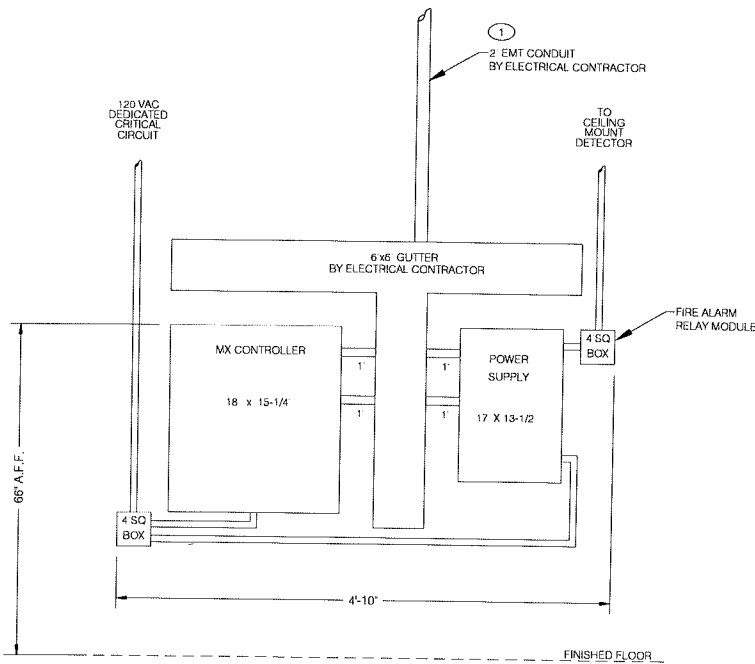 1
2" EMT CONDUIT
BY ELECTRICAL CONTRACTOR
120 VAC
DEDICATED
CRITICAL
CIRCUIT
TO
CEILING
MOUNT
DETECTOR
6"x6" GUTTER
BY ELECTRICAL CONTRACTOR
FIRE ALARM
RELAY MODULE
4 SQ
BOX
MX CONTROLLER
18 x 15-1/4
POWER
SUPPLY
17 X 13-1/2
1"
1"
1"
1"
66" A.F.F.
4 SQ
BOX
4'-10"
FINISHED FLOOR